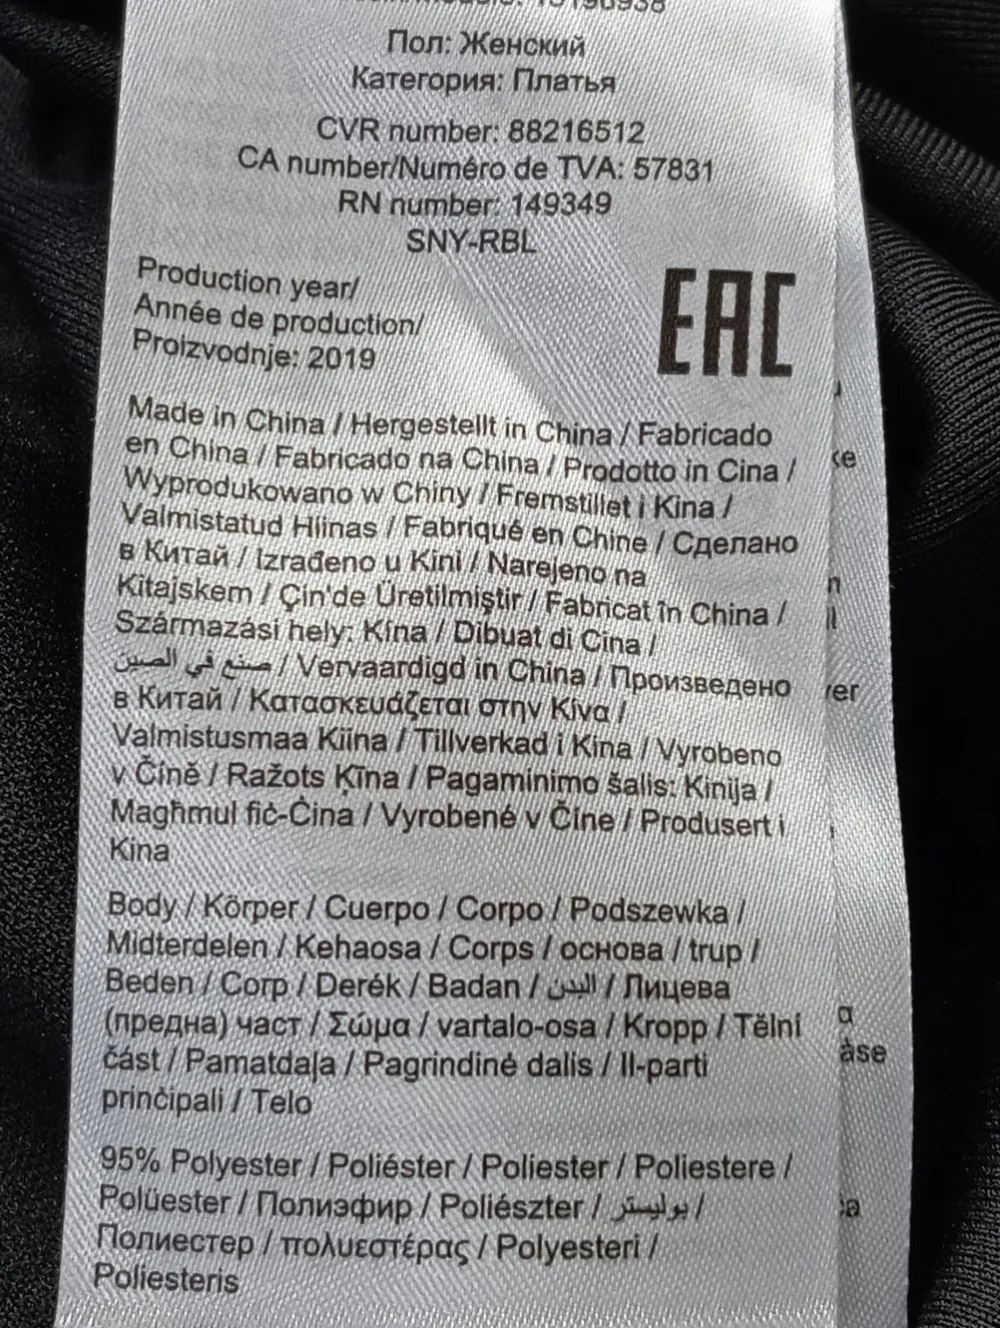 Пол: Женский
Категория: Платья
CVR number: 88216512
CA number/Numéro de TVA: 57831
RN number: 149349
SNY-RBL
Production year/
Année de production/
Proizvodnje: 2019
EAC
Made in China / Hergestellt in China / Fabricado
en China / Fabricado na China / Prodotto in Cina /
Wyprodukowano w Chiny / Fremstillet i Kina /
Valmistatud Hiinas / Fabriqué en Chine / Сделано
в Китай / Izrađeno u Kini / Narejeno na
Kitajskem / Çin'de Üretilmiştir / Fabricat în China /
Származási hely: Kína / Dibuat di Cina /
صنع في الصين / Vervaardigd in China / Произведено
в Китай / Κατασκευάζεται στην Κίνα /
Valmistusmaa Kiina / Tillverkad i Kina / Vyrobeno
v Číně / Ražots Ķīna / Pagaminimo šalis: Kinija /
Magħmul fiċ-Ċina / Vyrobené v Číne / Produsert i
Kina
Body / Körper / Cuerpo / Corpo / Podszewka /
Midterdelen / Kehaosa / Corps / основа / trup /
Beden / Corp / Derék / Badan / البدن / Лицева
(предна) част / Σώμα / vartalo-osa / Kropp / Tělní
část / Pamatdaļa / Pagrindinė dalis / Il-parti
prinċipali / Telo
95% Polyester / Poliéster / Poliester / Poliestere /
Polüester / Полиэфир / Poliészter / بوليستر /
Полиестер / πολυεστέρας / Polyesteri /
Poliesteris